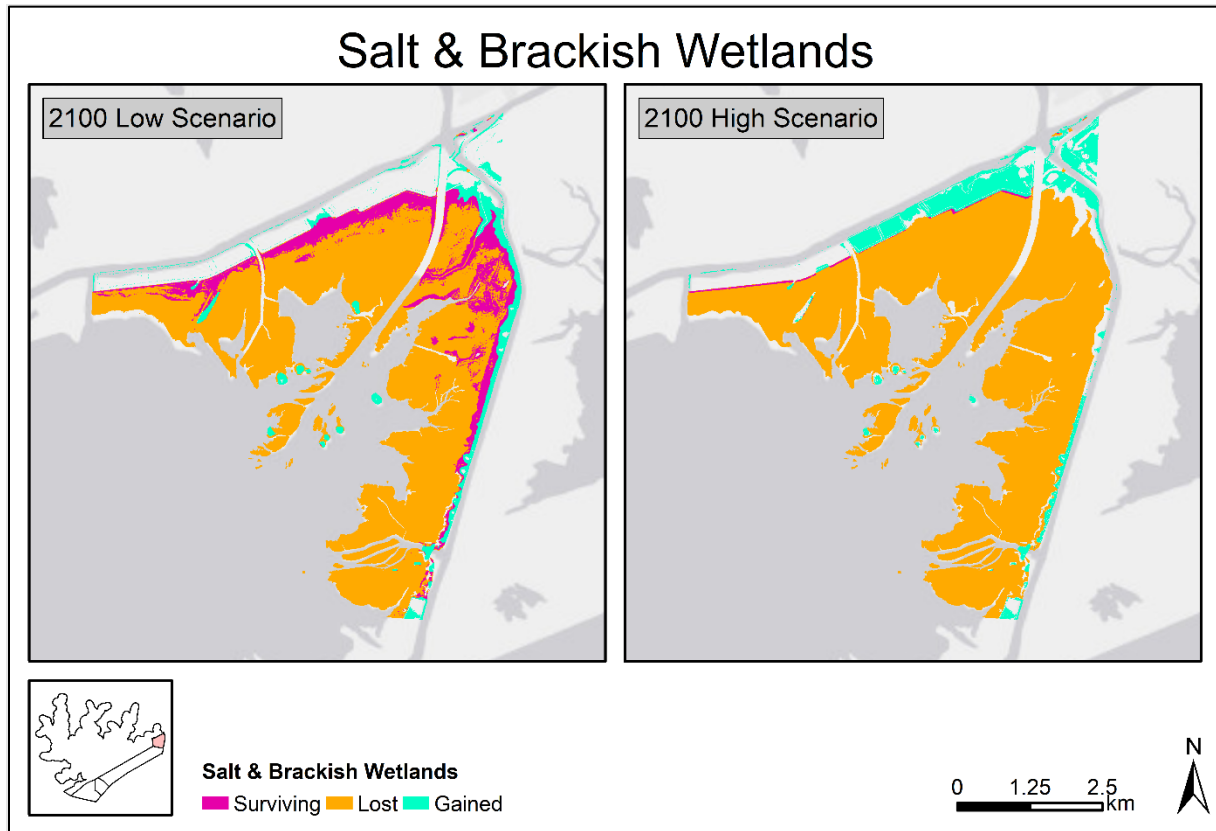 Salt & Brackish Wetlands
2100 Low Scenario
2100 High Scenario
Salt & Brackish Wetlands
Surviving Lost Gained
0 1.25 2.5
km
N